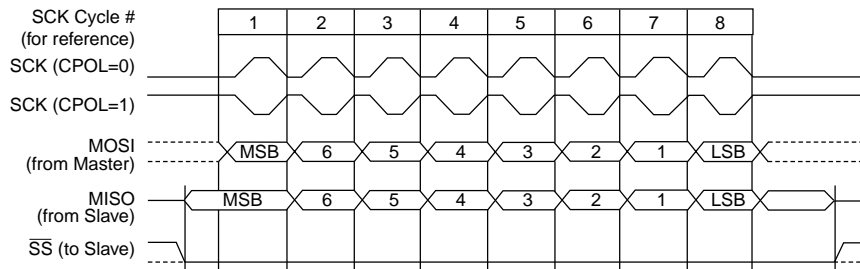 SCK Cycle #
(for reference)
1 2 3 4 5 6 7 8
SCK (CPOL=0)
SCK (CPOL=1)
MOSI
(from Master)
MSB 6 5 4 3 2 1 LSB
MISO
(from Slave)
MSB 6 5 4 3 2 1 LSB
S̅S̅ (to Slave)